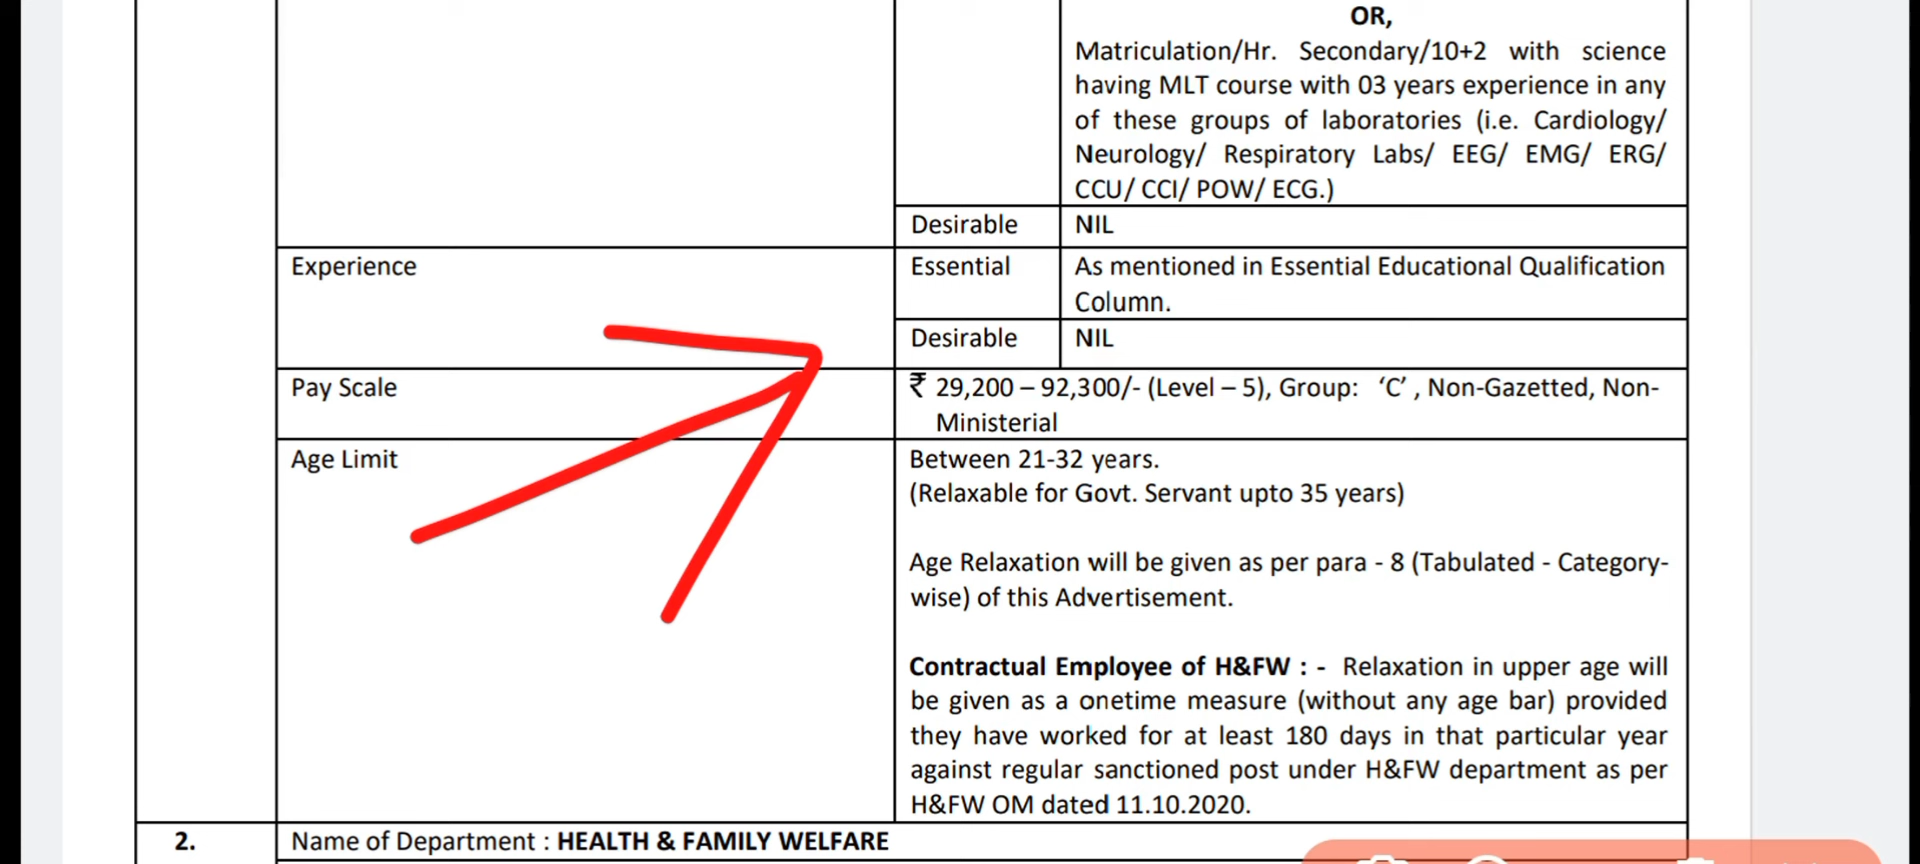 OR,
Matriculation/Hr. Secondary/10+2 with science
having MLT course with 03 years experience in any
of these groups of laboratories (i.e. Cardiology/
Neurology/ Respiratory Labs/ EEG/ EMG/ ERG/
CCU/ CCI/ POW/ ECG.)
Desirable NIL
Experience Essential As mentioned in Essential Educational Qualification
Column.
Desirable NIL
Pay Scale ₹ 29,200 – 92,300/- (Level – 5), Group: ‘C’ , Non-Gazetted, Non-
Ministerial
Age Limit Between 21-32 years.
(Relaxable for Govt. Servant upto 35 years)
Age Relaxation will be given as per para - 8 (Tabulated - Category-
wise) of this Advertisement.
Contractual Employee of H&FW : - Relaxation in upper age will
be given as a onetime measure (without any age bar) provided
they have worked for at least 180 days in that particular year
against regular sanctioned post under H&FW department as per
H&FW OM dated 11.10.2020.
2. Name of Department : HEALTH & FAMILY WELFARE